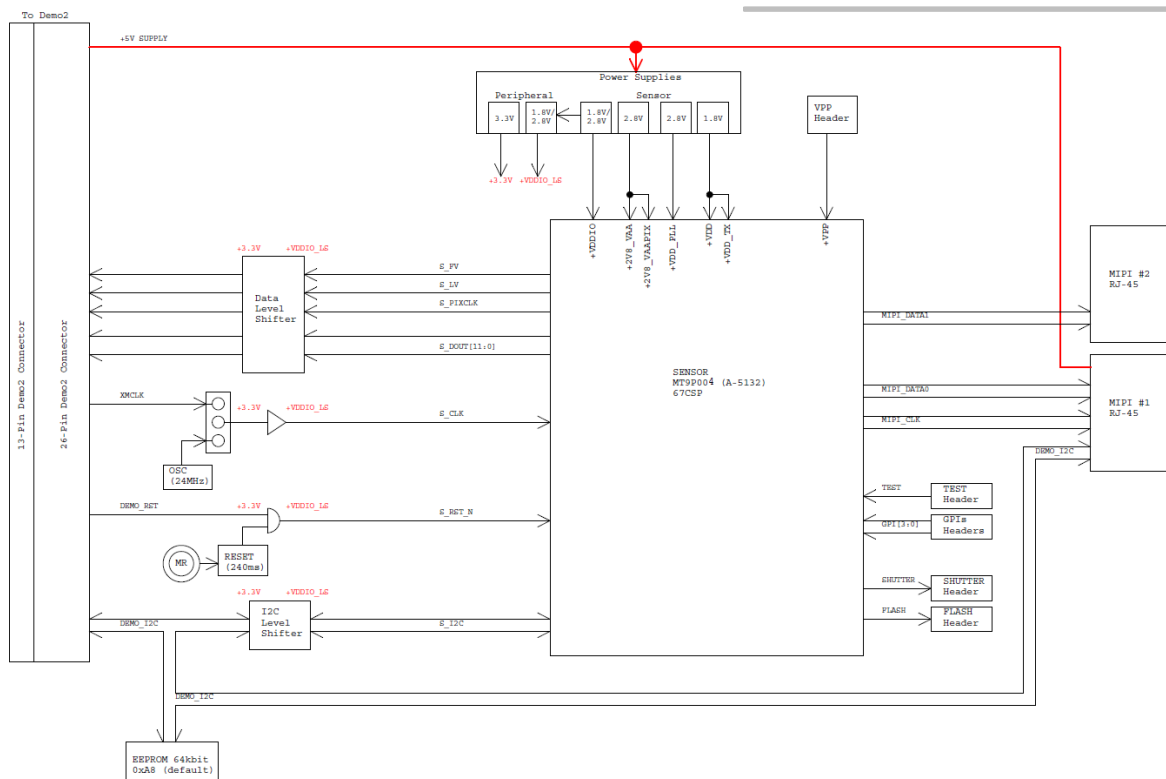 To Demo2
+5V SUPPLY
13-Pin Demo2 Connector
26-Pin Demo2 Connector
Power Supplies
Peripheral
Sensor
3.3V
1.8V/
2.8V
1.8V/
2.8V
2.8V
2.8V
1.8V
VPP
Header
+3.3V
+VDDIO_LS
+VDDIO
+2V8_VAA
+2V8_VAAPIX
+VDD_PLL
+VDD
+VDD_TX
+VPP
+3.3V
+VDDIO_LS
Data
Level
Shifter
S_FV
S_LV
S_PIXCLK
S_DOUT[11:0]
MIPI #2
RJ-45
MIPI_DATA1
SENSOR
MT9P004 (A-5132)
67CSP
MIPI_DATA0
MIPI_CLK
MIPI #1
RJ-45
DEMO_I2C
XMCLK
+3.3V
+VDDIO_LS
S_CLK
OSC
(24MHz)
DEMO_RST
+3.3V
+VDDIO_LS
S_RST_N
MR
RESET
(240ms)
TEST
TEST
Header
GPI[3:0]
GPIs
Headers
SHUTTER
SHUTTER
Header
FLASH
FLASH
Header
+3.3V
+VDDIO_LS
I2C
Level
Shifter
DEMO_I2C
S_I2C
DEMO_I2C
EEPROM 64kbit
0xA8 (default)